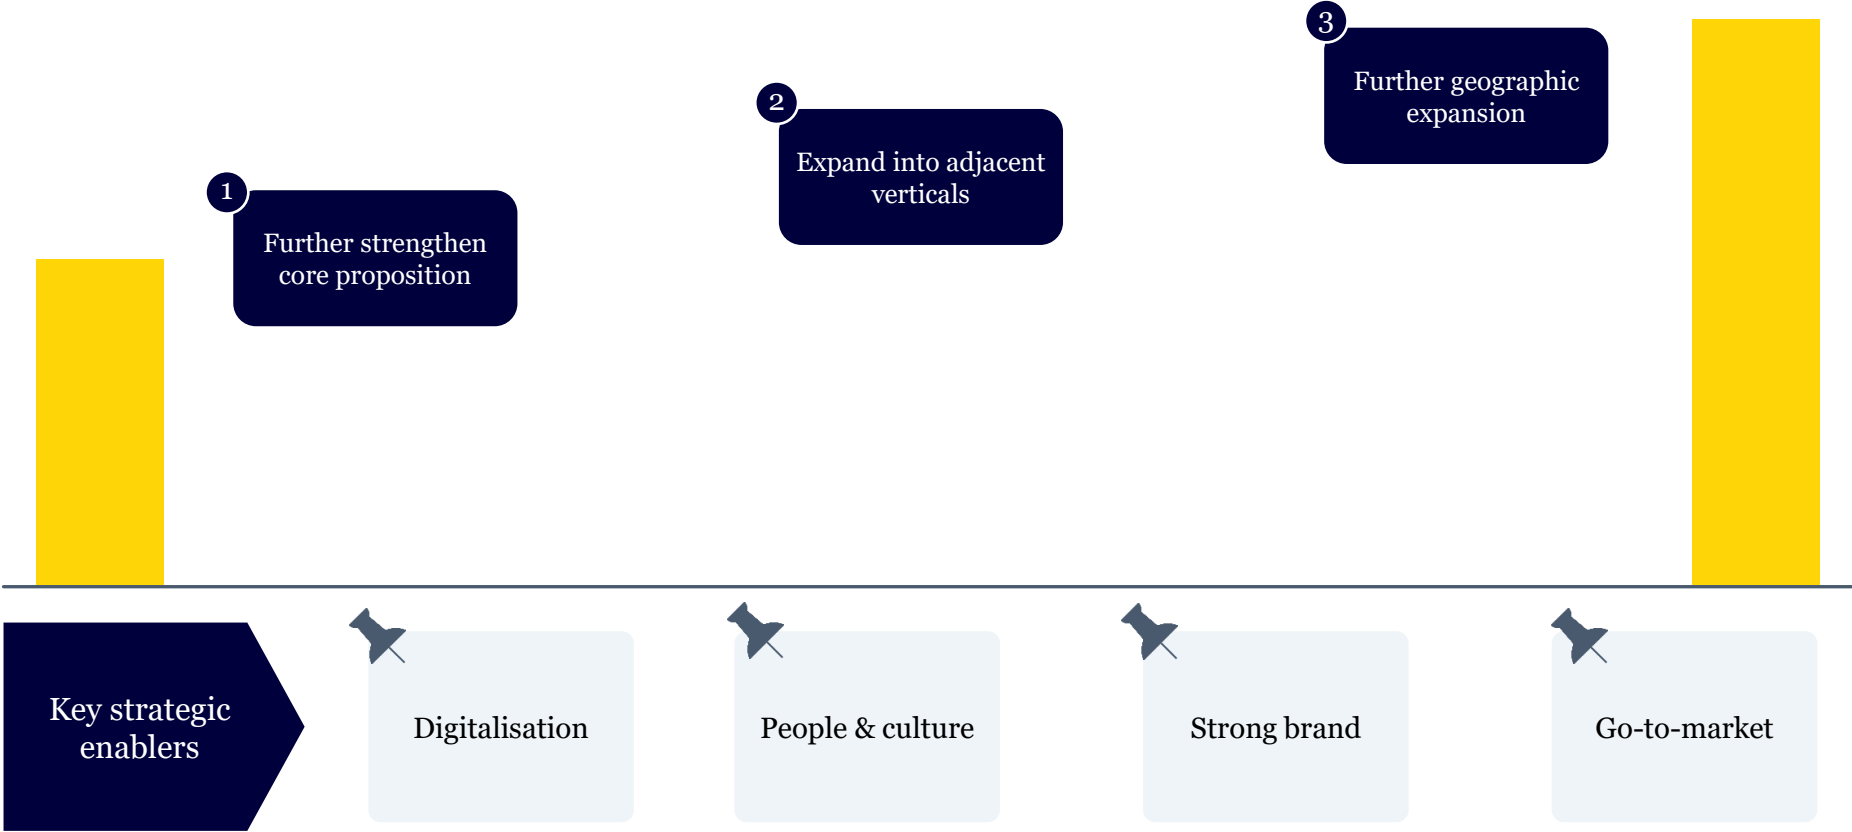 1
Further strengthen
core proposition
2
Expand into adjacent
verticals
3
Further geographic
expansion
Key strategic
enablers
Digitalisation
People & culture
Strong brand
Go-to-market